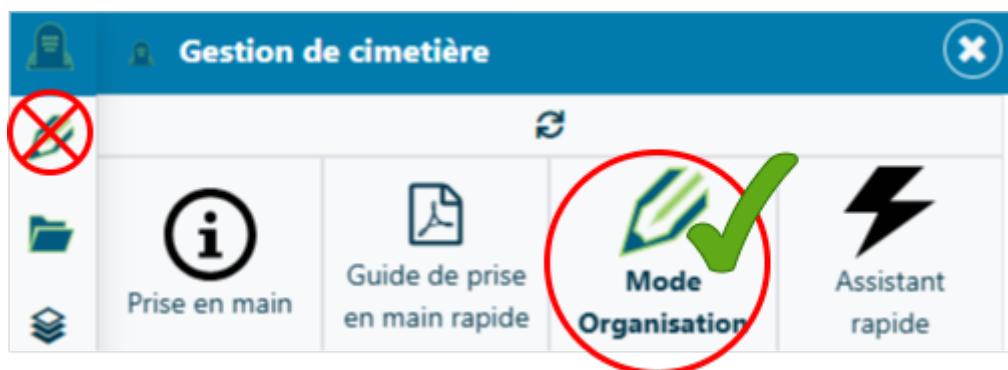 Gestion de cimetière
Prise en main
Guide de prise
en main rapide
Mode
Organisation
Assistant
rapide